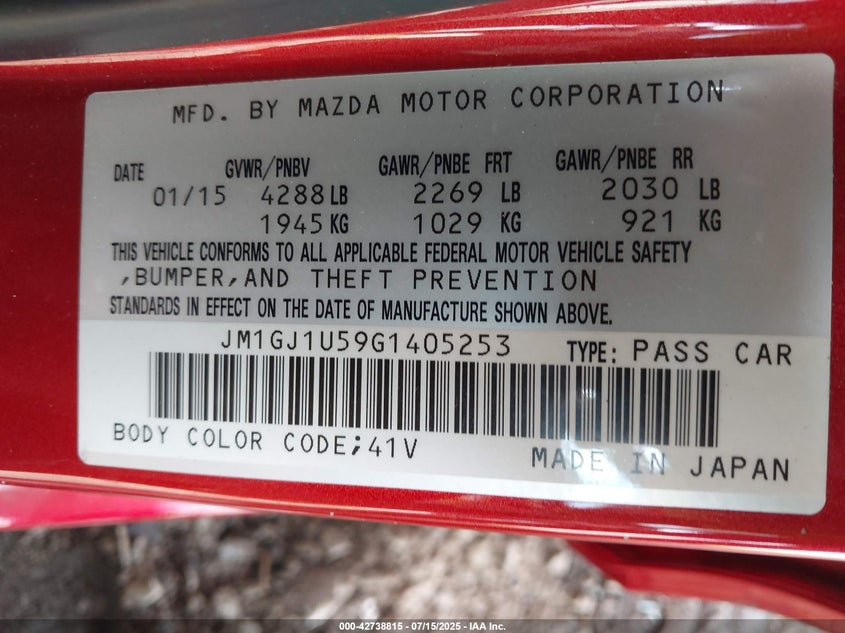 MFD. BY MAZDA MOTOR CORPORATION
DATE GVWR/PNBV GAWR/PNBE FRT GAWR/PNBE RR
01/15 4288 LB 2269 LB 2030 LB
1945 KG 1029 KG 921 KG
THIS VEHICLE CONFORMS TO ALL APPLICABLE FEDERAL MOTOR VEHICLE SAFETY
,BUMPER,AND THEFT PREVENTION
STANDARDS IN EFFECT ON THE DATE OF MANUFACTURE SHOWN ABOVE.
JM1GJ1U59G1405253 TYPE: PASS CAR
BODY COLOR CODE;41V
MADE IN JAPAN
000-42738815 - 07/15/2025 - IAA Inc.